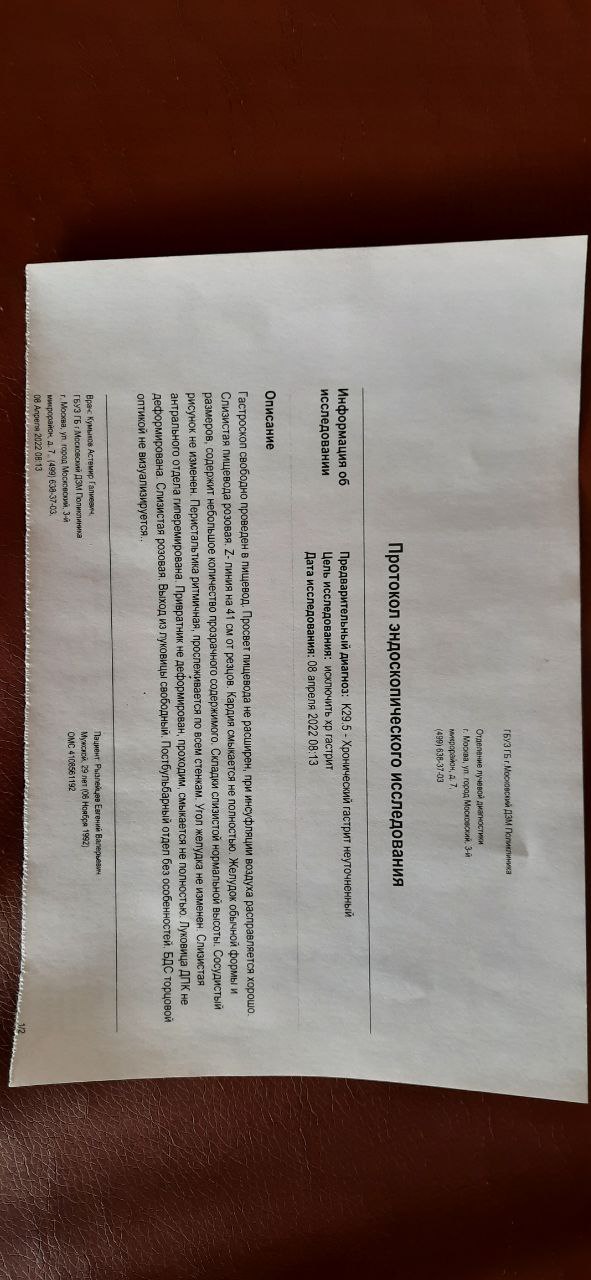 ГБУЗ ГБ г.Московский ДЗМ Поликлиника
Отделение лучевой диагностики
г. Москва, ул. город Московский, 3-й
микрорайон, д. 7,
(499) 638-37-03
Протокол эндоскопического исследования
Информация об
исследовании
Предварительный диагноз: K29.5 - Хронический гастрит неуточненный
Цель исследования: исключить хр гастрит
Дата исследования: 08 апреля 2022 08:13
Описание
Гастроскоп свободно проведен в пищевод. Просвет пищевода не расширен, при инсуфляции воздуха расправляется хорошо.
Слизистая пищевода розовая. Z- линия на 41 см от резцов. Кардия смыкается не полностью. Желудок обычной формы и
размеров, содержит небольшое количество прозрачного содержимого. Складки слизистой нормальной высоты. Сосудистый
рисунок не изменен. Перистальтика ритмичная, прослеживается по всем стенкам. Угол желудка не изменен. Слизистая
антрального отдела гиперемирована. Привратник не деформирован, проходим, смыкается не полностью. Луковица ДПК не
деформирована. Слизистая розовая. Выход из луковицы свободный. Постбульбарный отдел без особенностей. БДС торцовой
оптикой не визуализируется..
Врач: Кумыков Астемир Галиевич,
ГБУЗ ГБ г.Московский ДЗМ Поликлиника
г. Москва, ул. город Московский, 3-й
микрорайон, д. 7, (499) 638-37-03,
08 Апреля 2022 08:13
Пациент: Евгений Валерьевич
Мужской, 29 лет (06 Ноября 1992)
ОМС 4108561192
1/2